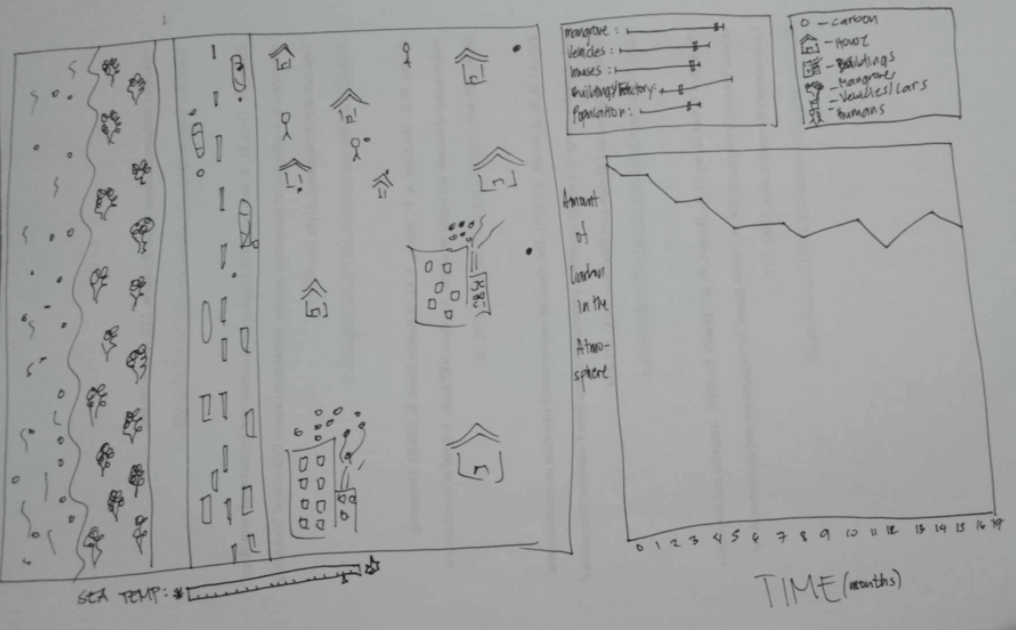 mangrove :
Vehicles :
houses :
Buildings/Factory :
Population :
O - Carbon
- House
- Buildings
- Mangrove
- Vehicles/Cars
- Humans
Amount
of
Carbon
in the
Atmo-
sphere
0 1 2 3 4 5 6 7 8 9 10 11 12 13 14 15 16 17
TIME (months)
SEA TEMP: